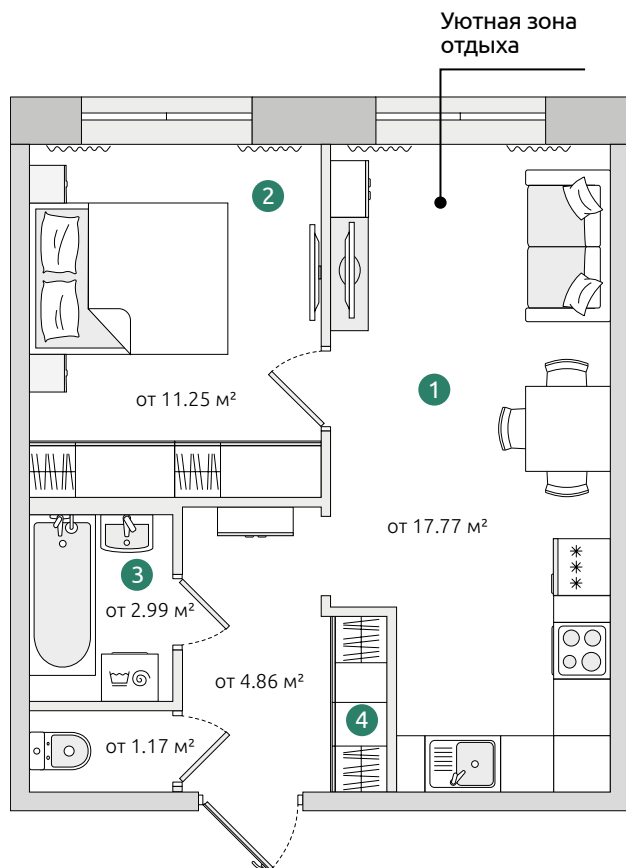 Уютная зона
отдыха
2
от 11.25 м²
1
от 17.77 м²
3
от 2.99 м²
от 4.86 м²
4
от 1.17 м²